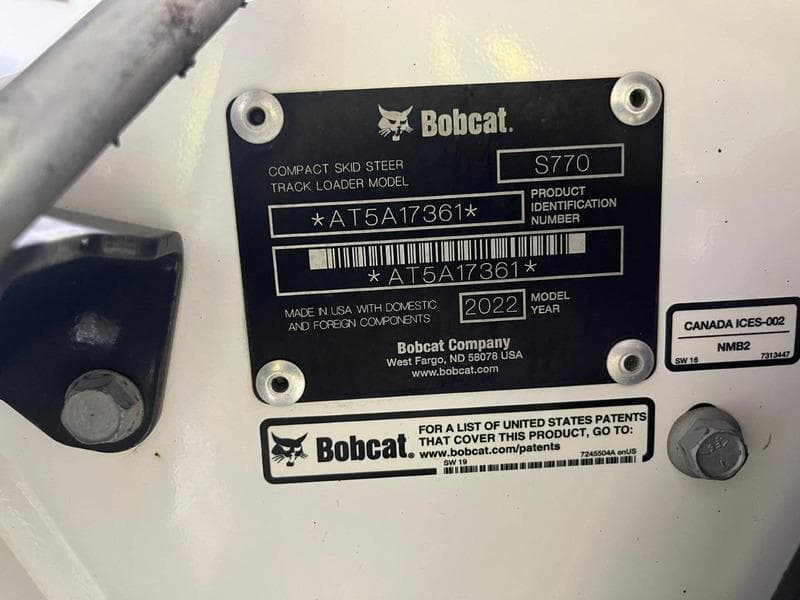 Bobcat.
COMPACT SKID STEER
TRACK LOADER MODEL
S770
*AT5A17361*
PRODUCT
IDENTIFICATION
NUMBER
*AT5A17361*
MADE IN USA WITH DOMESTIC
AND FOREIGN COMPONENTS
2022
MODEL
YEAR
Bobcat Company
West Fargo, ND 58078 USA
www.bobcat.com
CANADA ICES-002
NMB2
SW 16 7313447
Bobcat.
FOR A LIST OF UNITED STATES PATENTS
THAT COVER THIS PRODUCT, GO TO:
www.bobcat.com/patents 7245504A enUS
SW 19